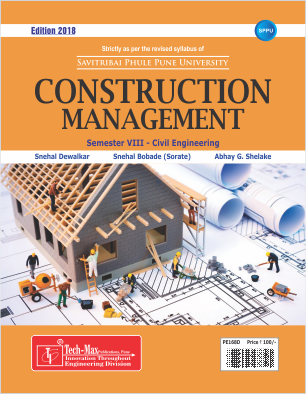 Edition 2018
SPPU
Strictly as per the revised syllabus of
SAVITRIBAI PHULE PUNE UNIVERSITY
CONSTRUCTION
MANAGEMENT
Semester VIII - Civil Engineering
Snehal Dewalkar Snehal Bobade (Sorate) Abhay G. Shelake
Tech-Max Publications, Pune
Innovation Throughout
Engineering Division
PE168D Price ₹ 100/-